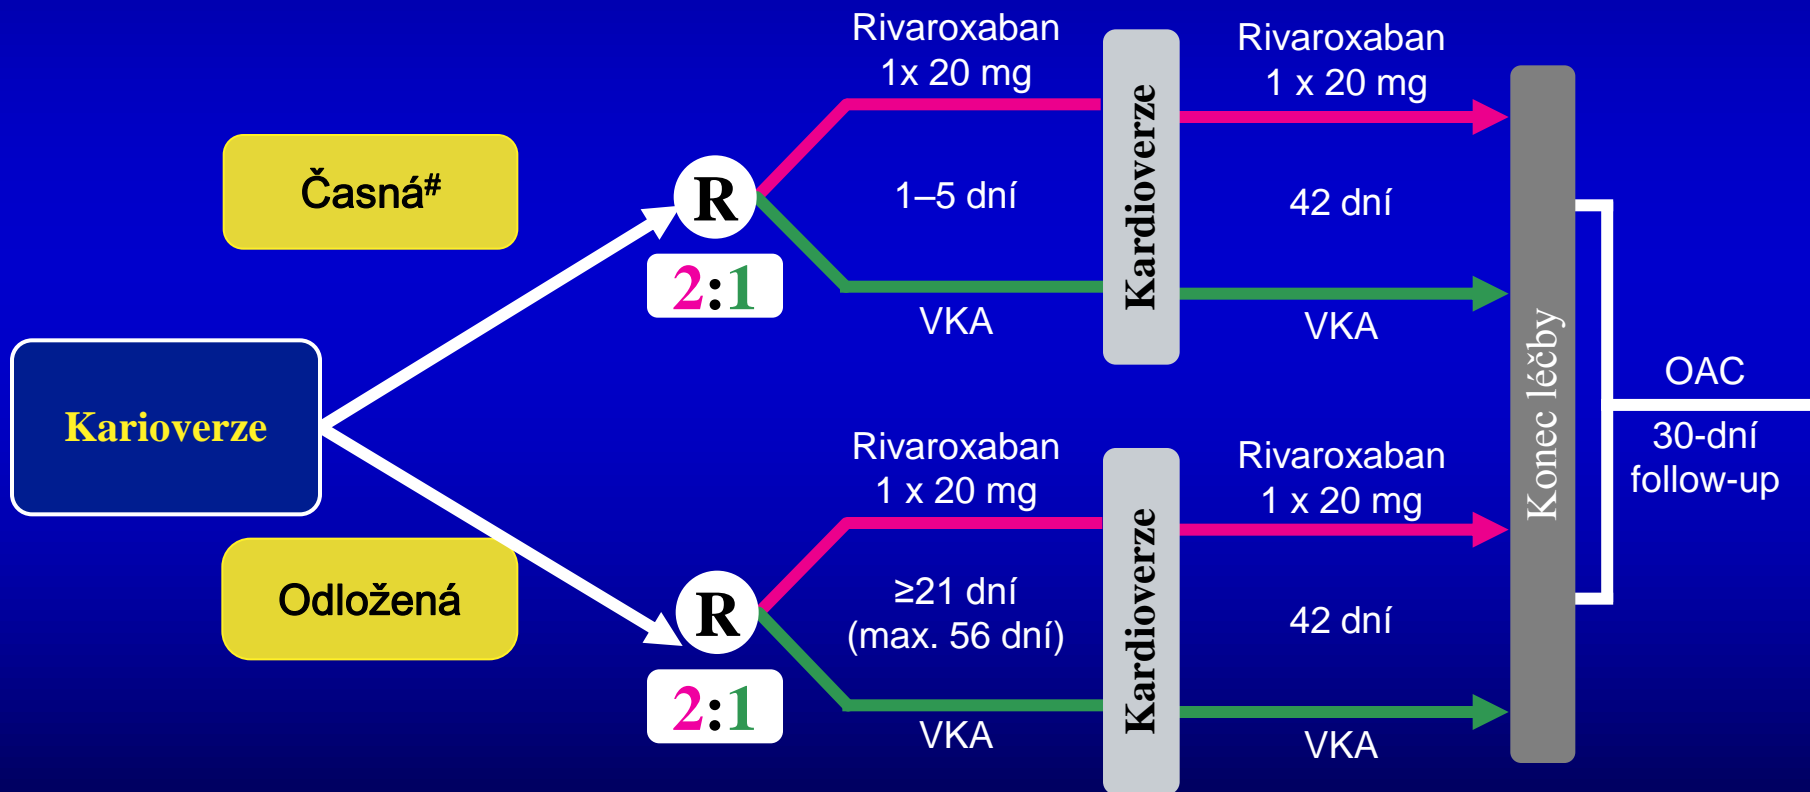 Karioverze
Časná#
R
2:1
Rivaroxaban
1x 20 mg
1–5 dní
VKA
Kardioverze
Rivaroxaban
1 x 20 mg
42 dní
VKA
Odložená
R
2:1
Rivaroxaban
1 x 20 mg
≥21 dní
(max. 56 dní)
VKA
Kardioverze
Rivaroxaban
1 x 20 mg
42 dní
VKA
Konec léčby
OAC
30-dní
follow-up